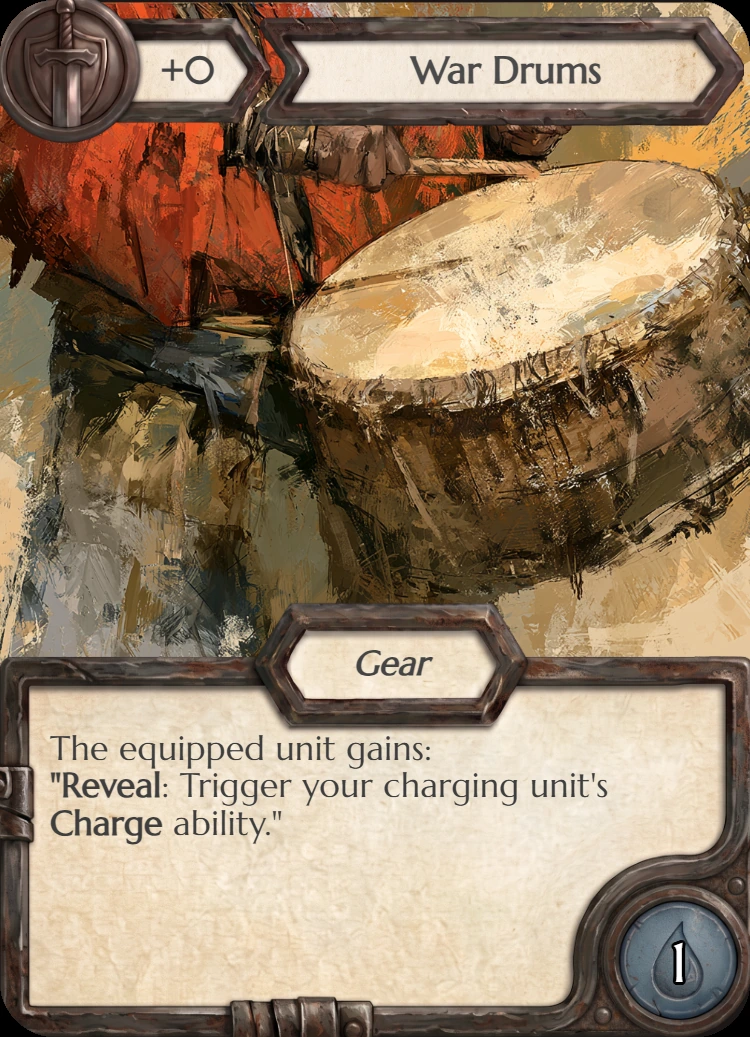 +0
War Drums
Gear
The equipped unit gains:
"Reveal: Trigger your charging unit's
Charge ability."
1